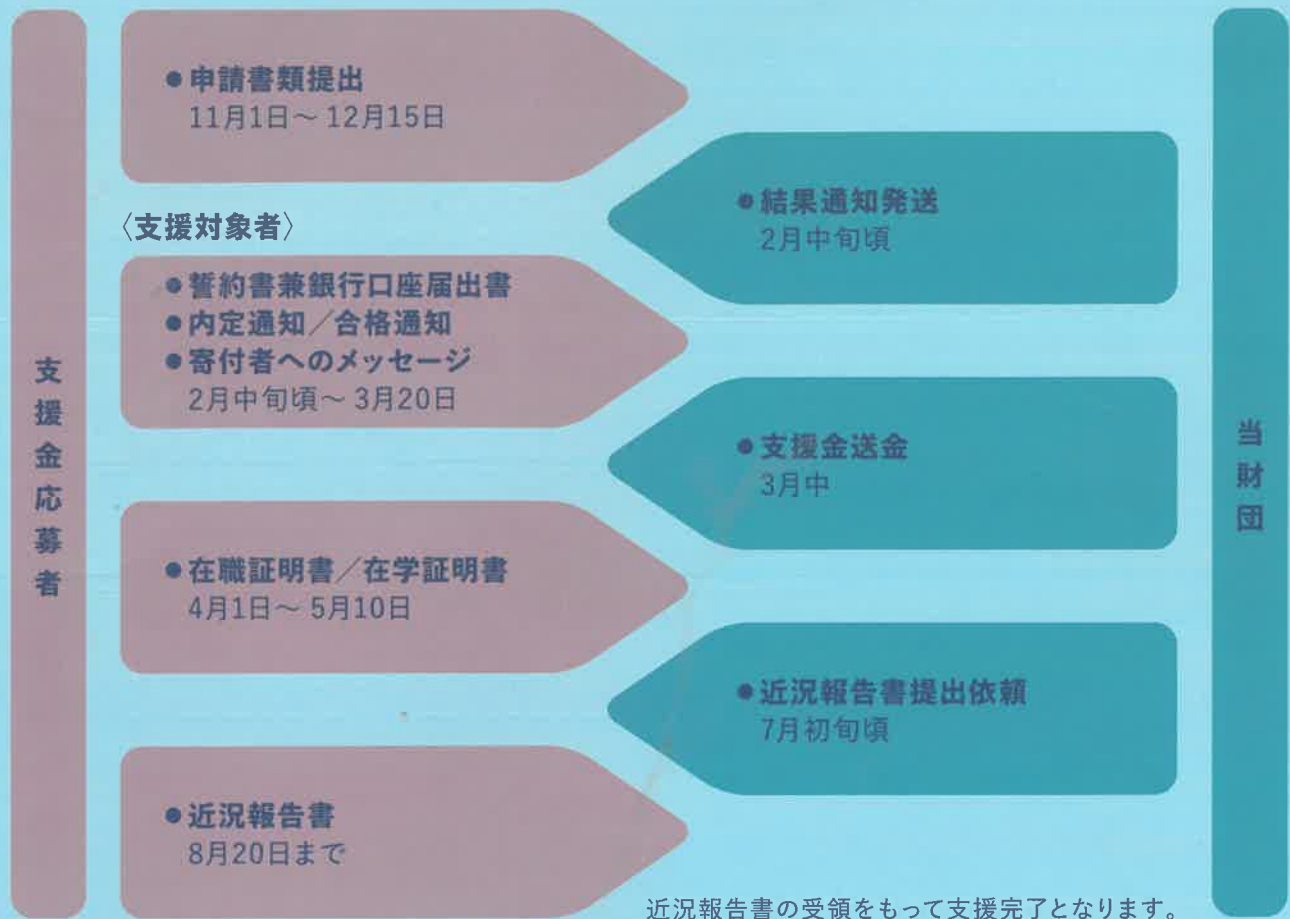 支援金応募者
● 申請書類提出
11月1日～12月15日
● 結果通知発送
2月中旬頃
〈支援対象者〉
● 誓約書兼銀行口座届出書
● 内定通知／合格通知
● 寄付者へのメッセージ
2月中旬頃～3月20日
● 支援金送金
3月中
● 在職証明書／在学証明書
4月1日～5月10日
● 近況報告書提出依頼
7月初旬頃
● 近況報告書
8月20日まで
近況報告書の受領をもって支援完了となります。
当財団